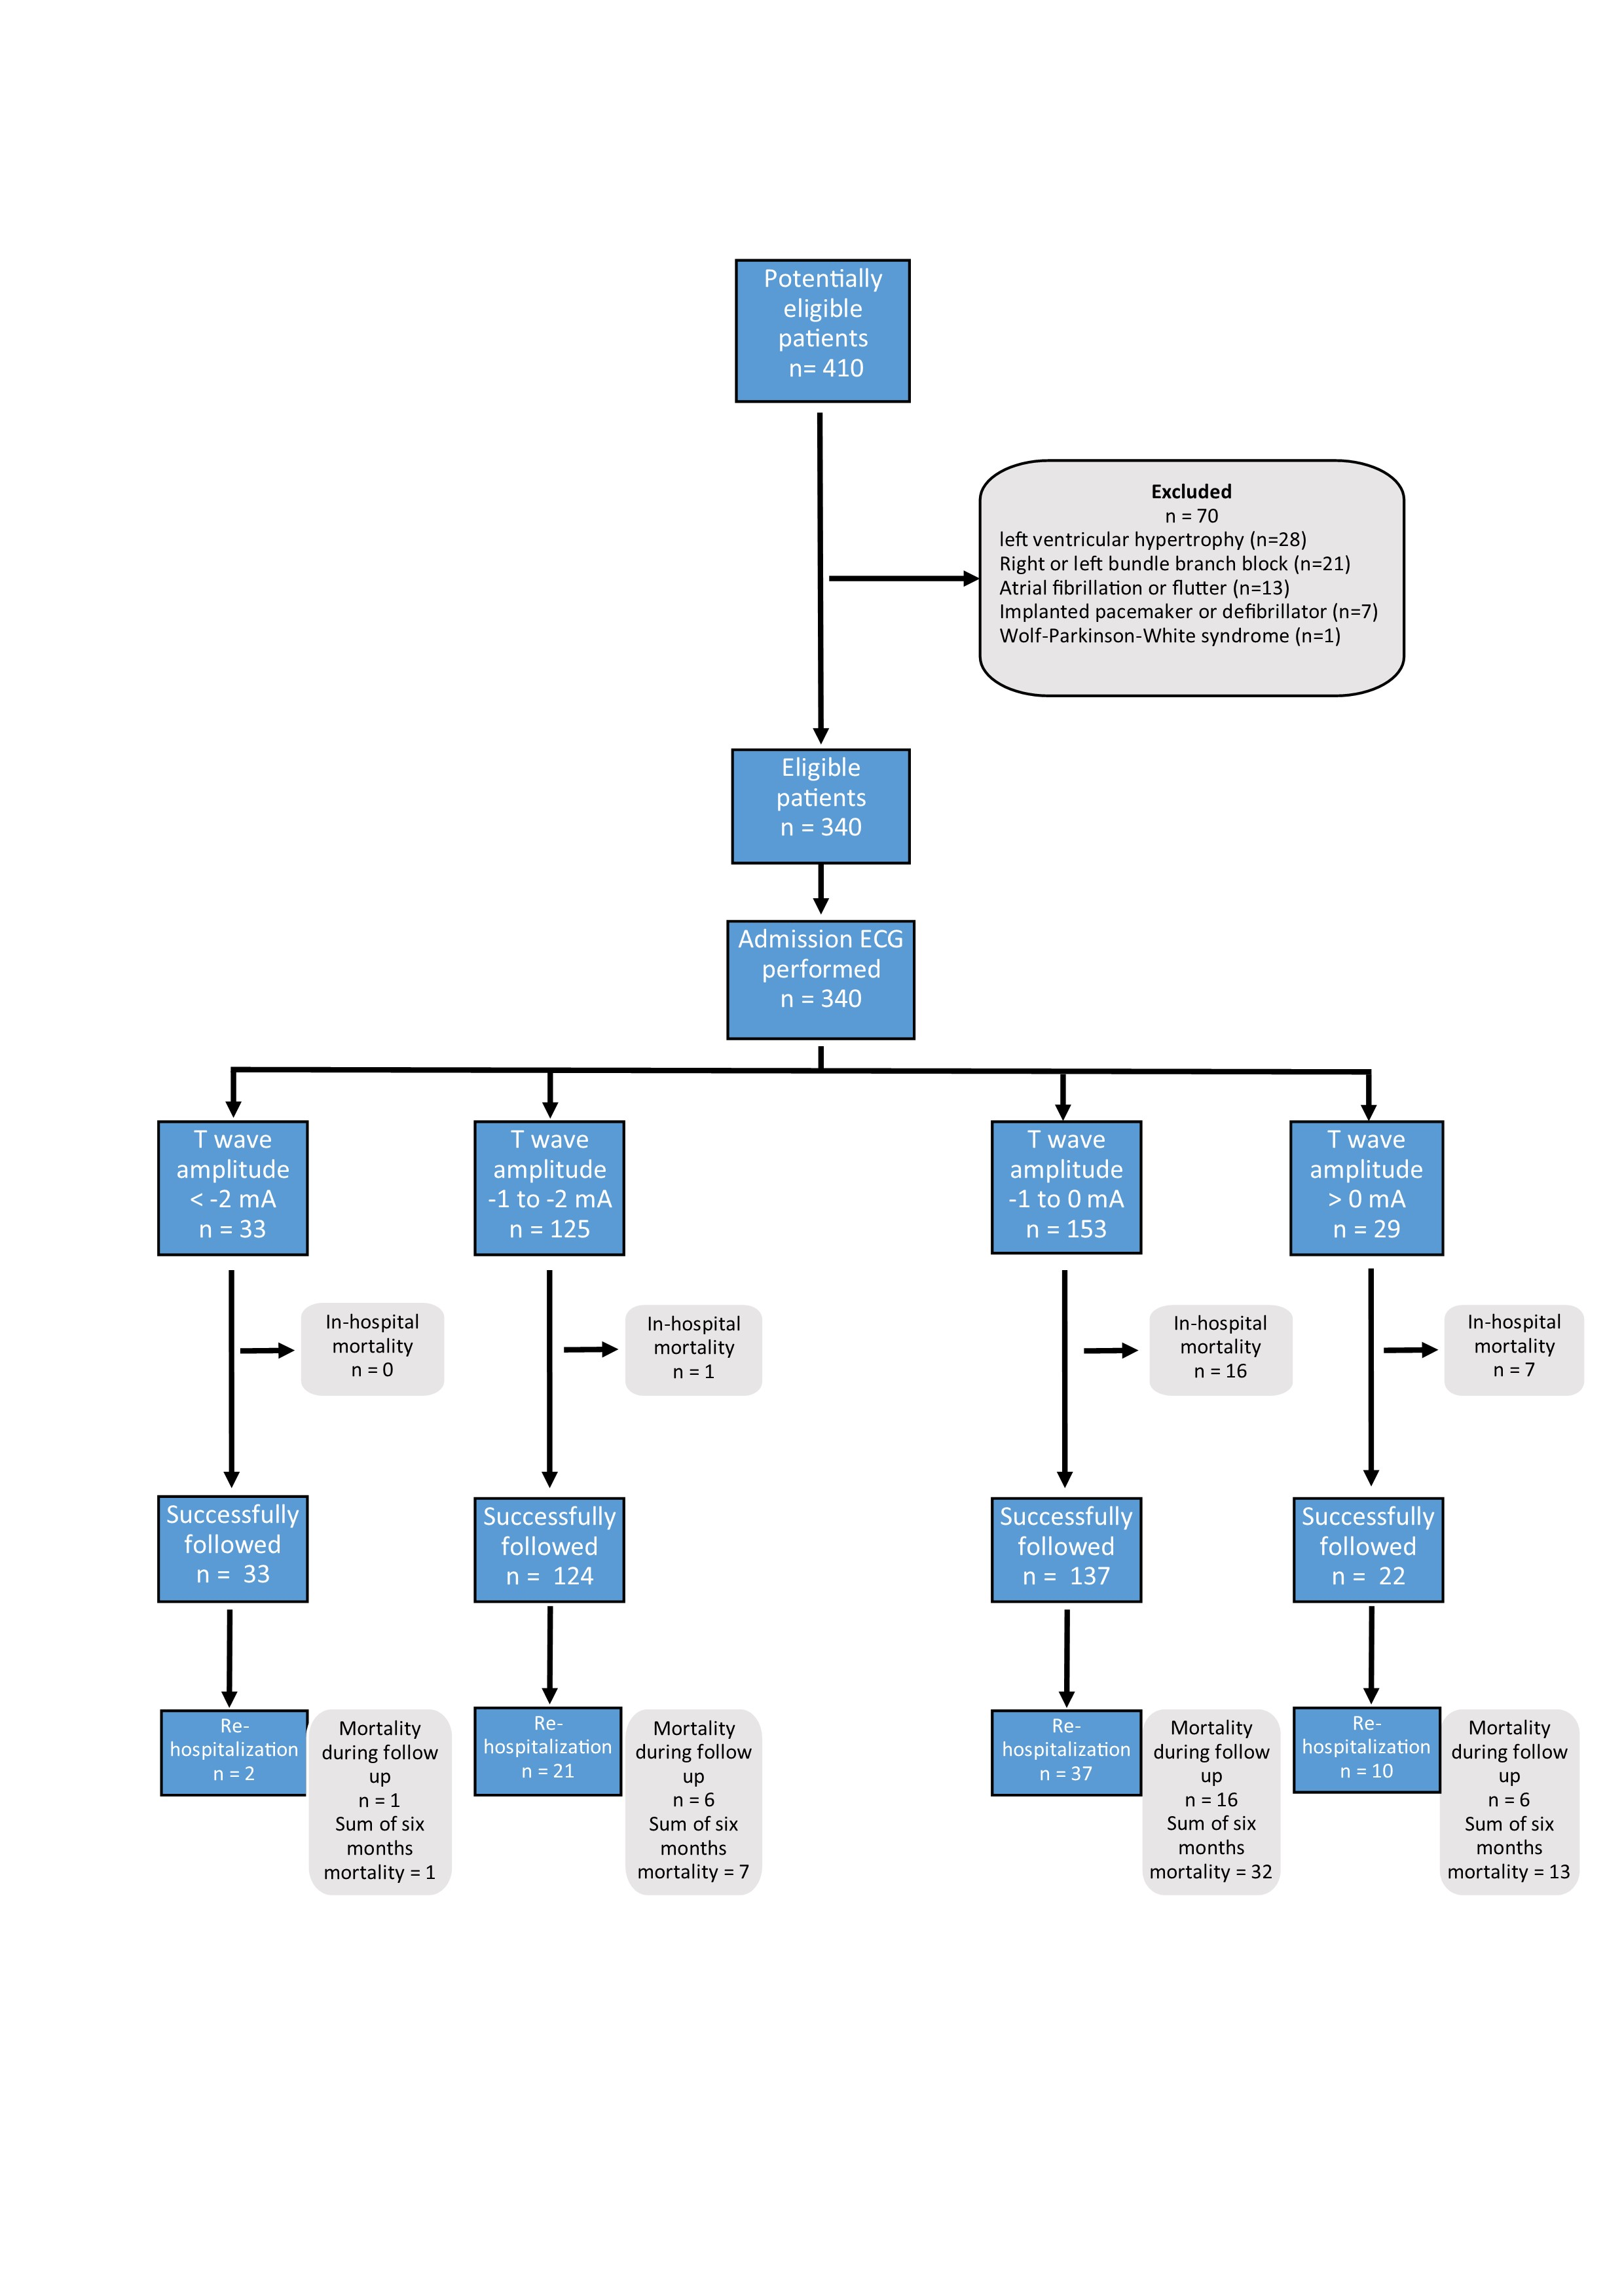 Potentially
eligible
patients
n= 410
Excluded
n = 70
left ventricular hypertrophy (n=28)
Right or left bundle branch block (n=21)
Atrial fibrillation or flutter (n=13)
Implanted pacemaker or defibrillator (n=7)
Wolf-Parkinson-White syndrome (n=1)
Eligible
patients
n = 340
Admission ECG
performed
n = 340
T wave
amplitude
< -2 mA
n = 33
T wave
amplitude
-1 to -2 mA
n = 125
T wave
amplitude
-1 to 0 mA
n = 153
T wave
amplitude
> 0 mA
n = 29
In-hospital
mortality
n = 0
In-hospital
mortality
n = 1
In-hospital
mortality
n = 16
In-hospital
mortality
n = 7
Successfully
followed
n =  33
Successfully
followed
n =  124
Successfully
followed
n =  137
Successfully
followed
n =  22
Re-
hospitalization
n = 2
Mortality
during follow
up
n = 1
Sum of six
months
mortality = 1
Re-
hospitalization
n = 21
Mortality
during follow
up
n = 6
Sum of six
months
mortality = 7
Re-
hospitalization
n = 37
Mortality
during follow
up
n = 16
Sum of six
months
mortality = 32
Re-
hospitalization
n = 10
Mortality
during follow
up
n = 6
Sum of six
months
mortality = 13